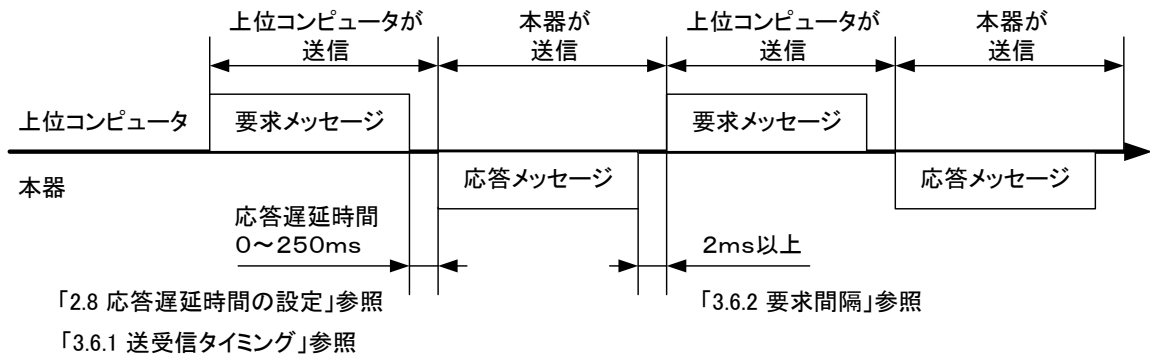 上位コンピュータが
送信
本器が
送信
上位コンピュータが
送信
本器が
送信
上位コンピュータ
要求メッセージ
要求メッセージ
本器
応答メッセージ
応答メッセージ
応答遅延時間
0~250ms
2ms以上
「2.8 応答遅延時間の設定」参照
「3.6.2 要求間隔」参照
「3.6.1 送受信タイミング」参照